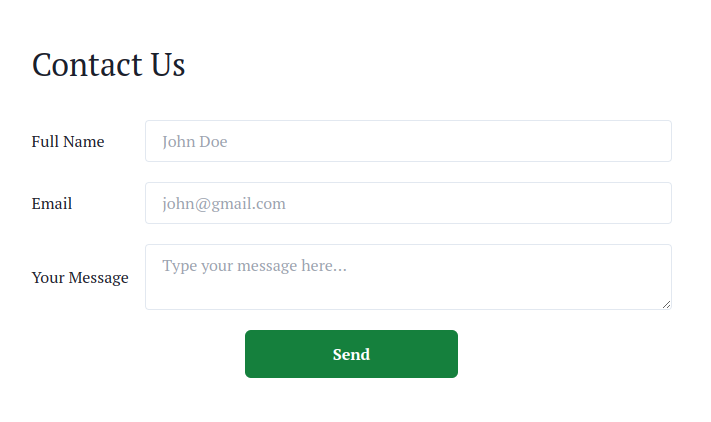 Contact Us
Full Name
John Doe
Email
john@gmail.com
Your Message
Type your message here...
Send